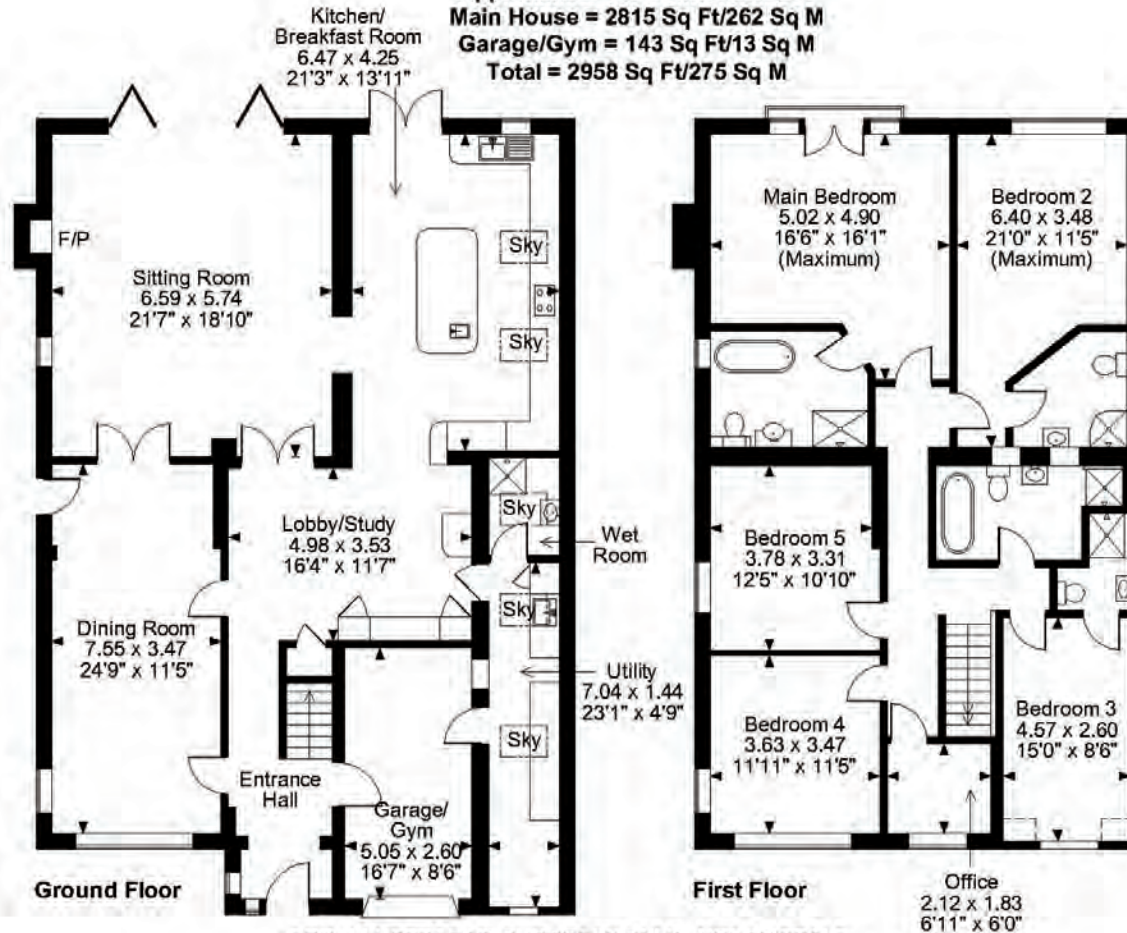 Main House = 2815 Sq Ft/262 Sq M
Garage/Gym = 143 Sq Ft/13 Sq M
Total = 2958 Sq Ft/275 Sq M
Kitchen/
Breakfast Room
6.47 x 4.25
21'3" x 13'11"
F/P
Sitting Room
6.59 x 5.74
21'7" x 18'10"
Sky
Sky
Lobby/Study
4.98 x 3.53
16'4" x 11'7"
Sky
Wet
Room
Sky
Dining Room
7.55 x 3.47
24'9" x 11'5"
Utility
7.04 x 1.44
23'1" x 4'9"
Sky
Entrance
Hall
Garage/
Gym
5.05 x 2.60
16'7" x 8'6"
Ground Floor
Main Bedroom
5.02 x 4.90
16'6" x 16'1"
(Maximum)
Bedroom 2
6.40 x 3.48
21'0" x 11'5"
(Maximum)
Bedroom 5
3.78 x 3.31
12'5" x 10'10"
Bedroom 4
3.63 x 3.47
11'11" x 11'5"
Bedroom 3
4.57 x 2.60
15'0" x 8'6"
First Floor
Office
2.12 x 1.83
6'11" x 6'0"